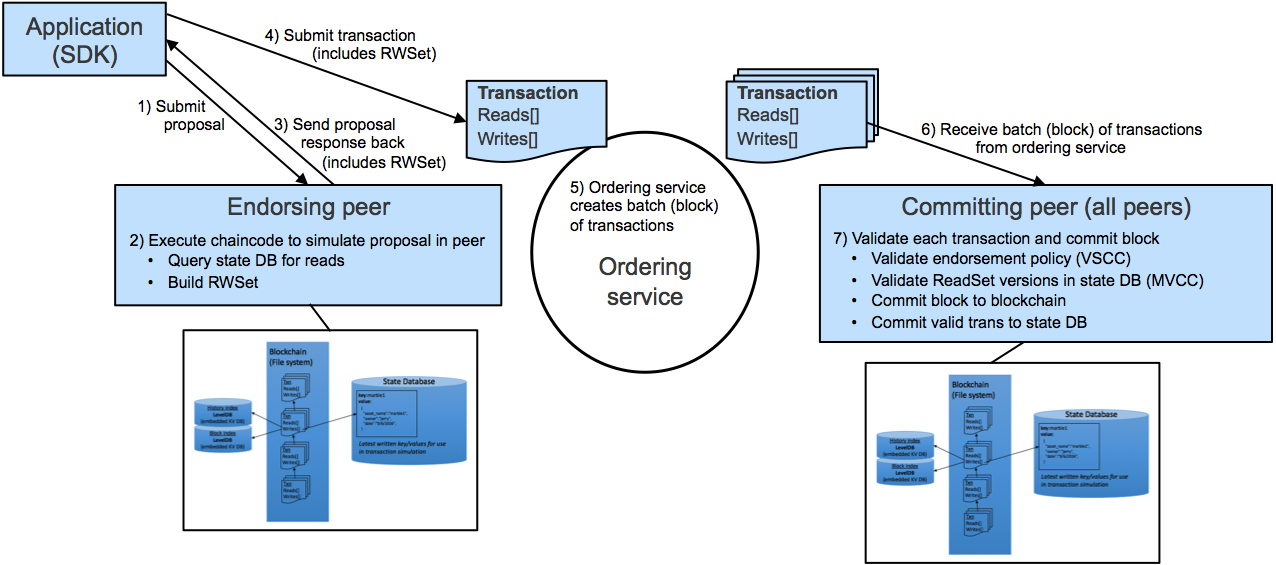 Application
(SDK)
4) Submit transaction
(includes RWSet)
1) Submit
proposal
3) Send proposal
response back
(includes RWSet)
Transaction
Reads[]
Writes[]
Transaction
Reads[]
Writes[]
6) Receive batch (block) of transactions
from ordering service
5) Ordering service
creates batch (block)
of transactions
Ordering
service
Endorsing peer
2) Execute chaincode to simulate proposal in peer
• Query state DB for reads
• Build RWSet
Committing peer (all peers)
7) Validate each transaction and commit block
• Validate endorsement policy (VSCC)
• Validate ReadSet versions in state DB (MVCC)
• Commit block to blockchain
• Commit valid trans to state DB
Blockchain
(File system)
Txn
Reads[]
Writes[]
Txn
Reads[]
Writes[]
Txn
Reads[]
Writes[]
Txn
Reads[]
Writes[]
History Index
LevelDB
(embedded KV DB)
Block Index
LevelDB
(embedded KV DB)
State Database
key:marble1
value:
{
"asset_name":"marble1",
"owner":"jerry",
"date":"9/6/2016",
}
Latest written key/values for use
in transaction simulation
Blockchain
(File system)
Txn
Reads[]
Writes[]
Txn
Reads[]
Writes[]
Txn
Reads[]
Writes[]
Txn
Reads[]
Writes[]
History Index
LevelDB
(embedded KV DB)
Block Index
LevelDB
(embedded KV DB)
State Database
key:marble1
value:
{
"asset_name":"marble1",
"owner":"jerry",
"date":"9/6/2016",
}
Latest written key/values for use
in transaction simulation